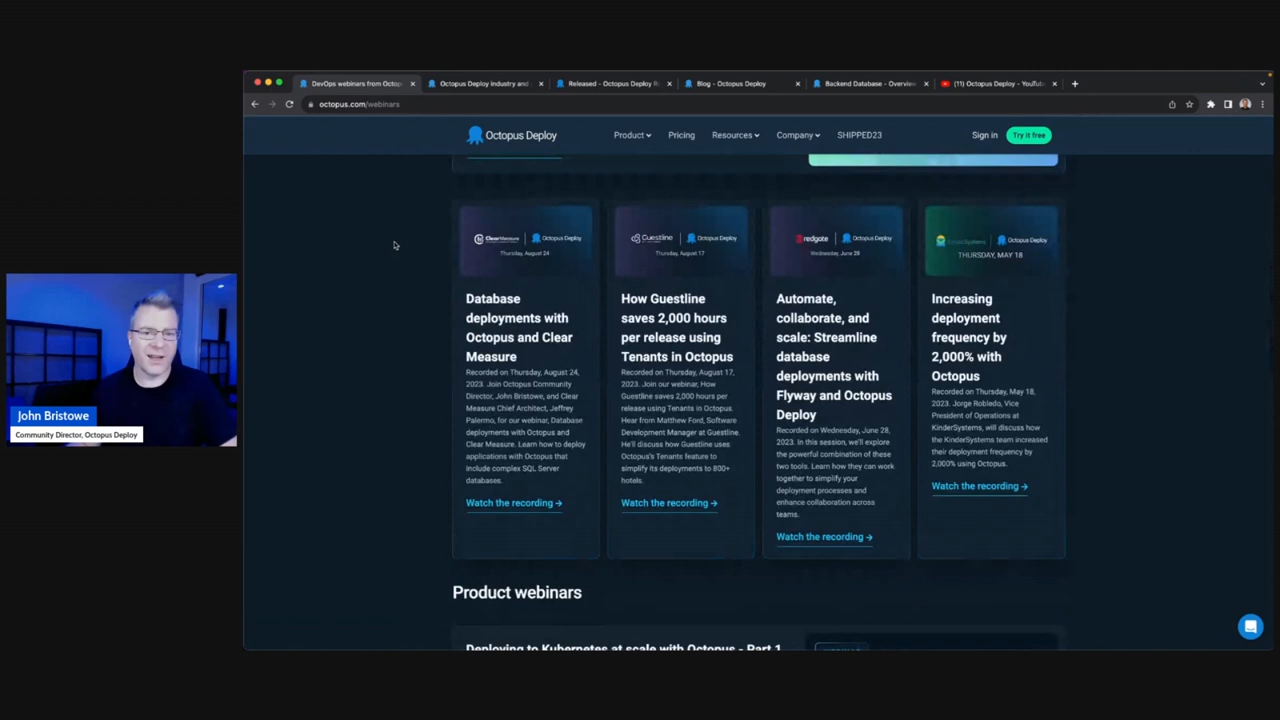 DevOps webinars from Octop
Octopus Deploy Industry and
Released - Octopus Deploy R
Blog - Octopus Deploy
Backend Database - Overview
(11) Octopus Deploy - YouTub
octopus.com/webinars
Octopus Deploy
Product
Pricing
Resources
Company
SHIPPED23
Sign in
Try it free
ClearMeasure
Octopus Deploy
Thursday, August 24
Database
deployments with
Octopus and Clear
Measure
Recorded on Thursday, August 24,
2023. Join Octopus Community
Director, John Bristowe, and Clear
Measure Chief Architect, Jeffrey
Palermo, for our webinar, Database
deployments with Octopus and
Clear Measure. Learn how to deploy
applications with Octopus that
include complex SQL Server
databases.
Watch the recording →
Guestline
Octopus Deploy
Thursday, August 17
How Guestline
saves 2,000 hours
per release using
Tenants in Octopus
Recorded on Thursday, August 17,
2023. Join our webinar, How
Guestline saves 2,000 hours per
release using Tenants in Octopus.
Hear from Matthew Ford, Software
Development Manager at Guestline.
He'll discuss how Guestline uses
Octopus's Tenants feature to
simplify its deployments to 800+
hotels.
Watch the recording →
redgate
Octopus Deploy
Wednesday, June 28
Automate,
collaborate, and
scale: Streamline
database
deployments with
Flyway and Octopus
Deploy
Recorded on Wednesday, June 28,
2023. In this session, we'll explore
the powerful combination of these
two tools. Learn how they can work
together to simplify your
deployment processes and
enhance collaboration across
teams.
Watch the recording →
Octopus Deploy
THURSDAY, MAY 18
Increasing
deployment
frequency by
2,000% with
Octopus
Recorded on Thursday, May 18,
2023. Jorge Robledo, Vice
President of Operations at
KinderSystems, will discuss how
the KinderSystems team increased
their deployment frequency by
2,000% using Octopus.
Watch the recording →
Product webinars
Deploying to Kubernetes at scale with Octopus - Part 1
John Bristowe
Community Director, Octopus Deploy